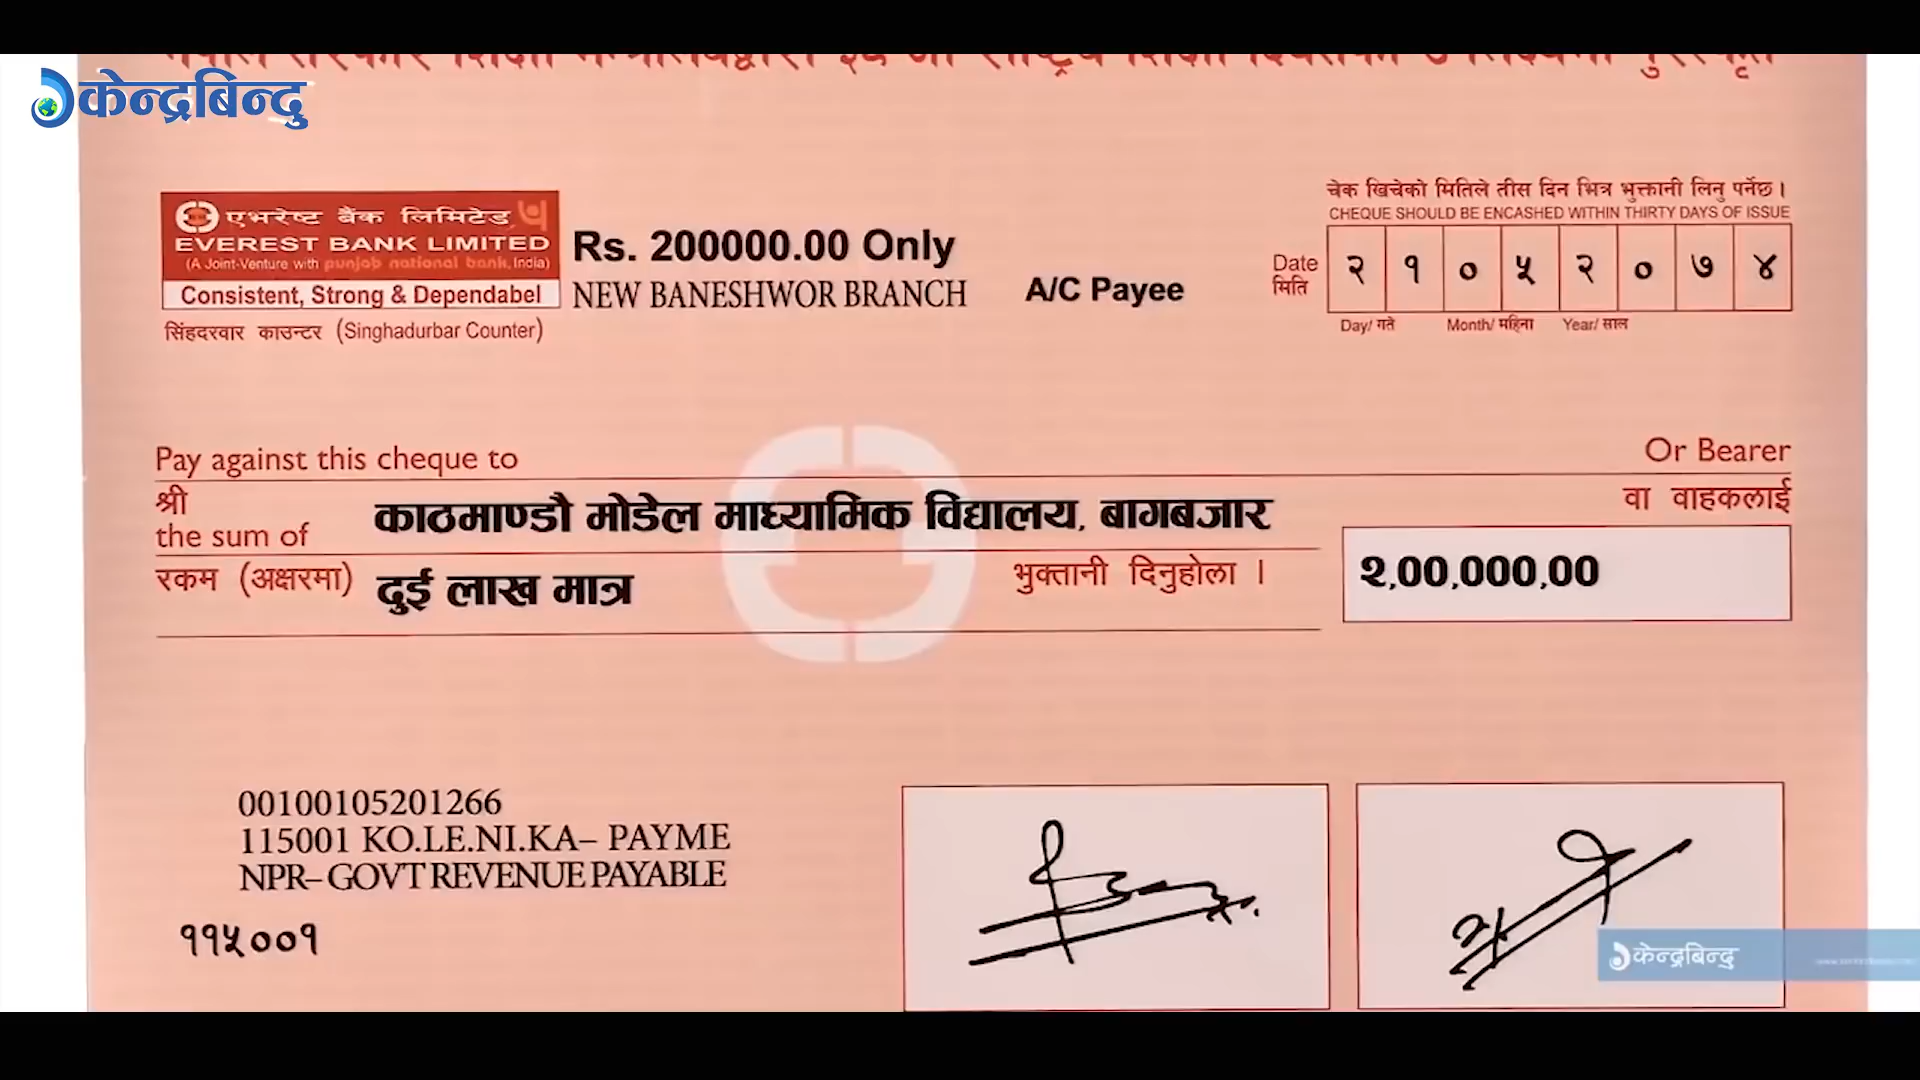 केन्द्रबिन्दु
एभरेष्ट बैंक लिमिटेड
EVEREST BANK LIMITED
(A Joint-Venture with punjab national bank, India)
Consistent, Strong & Dependabel
सिंहदरवार काउन्टर (Singhadurbar Counter)
Rs. 200000.00 Only
NEW BANESHWOR BRANCH
A/C Payee
चेक खिचेको मितिले तीस दिन भित्र भुक्तानी लिनु पर्नेछ ।
CHEQUE SHOULD BE ENCASHED WITHIN THIRTY DAYS OF ISSUE
Date २ १ ० ५ २ ० ७ ४
मिति
Day/ गते Month/ महिना Year/ साल
Pay against this cheque to Or Bearer
श्री काठमाण्डौ मोडेल माध्यामिक विद्यालय, बागबजार वा वाहकलाई
the sum of
रकम (अक्षरमा) दुई लाख मात्र भुक्तानी दिनुहोला ।
२,00,000,00
00100105201266
115001 KO.LE.NI.KA– PAYME
NPR– GOVT REVENUE PAYABLE
११५००१
केन्द्रबिन्दु